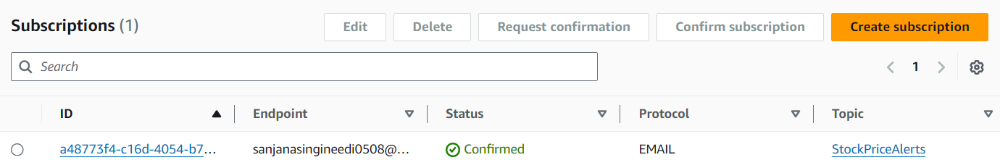 Subscriptions (1)
Edit
Delete
Request confirmation
Confirm subscription
Create subscription
Search
1
ID
Endpoint
Status
Protocol
Topic
a48773f4-c16d-4054-b7...
sanjanasingineedi0508@...
Confirmed
EMAIL
StockPriceAlerts